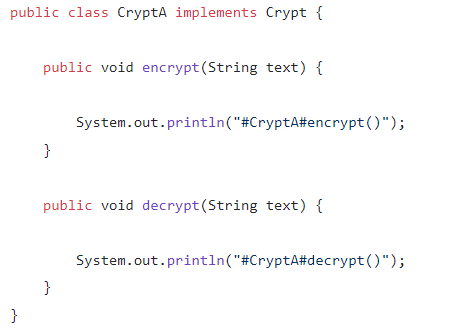 public class CryptA implements Crypt {
public void encrypt(String text) {
System.out.println("#CryptA#encrypt()");
}
public void decrypt(String text) {
System.out.println("#CryptA#decrypt()");
}
}